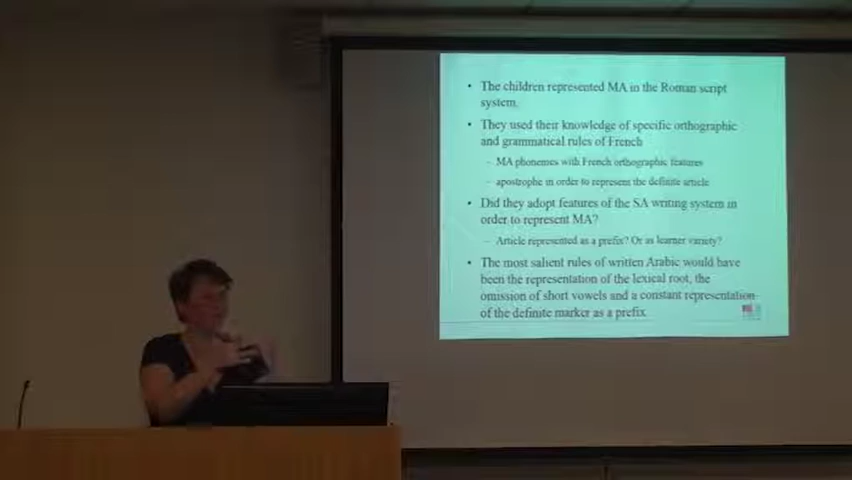 • The children represented MA in the Roman script
system.
• They used their knowledge of specific orthographic
and grammatical rules of French
– MA phonemes with French orthographic features
– apostrophe in order to represent the definite article
• Did they adopt features of the SA writing system in
order to represent MA?
– Article represented as a prefix? Or as learner variety?
• The most salient rules of written Arabic would have
been the representation of the lexical root, the
omission of short vowels and a constant representation
of the definite marker as a prefix